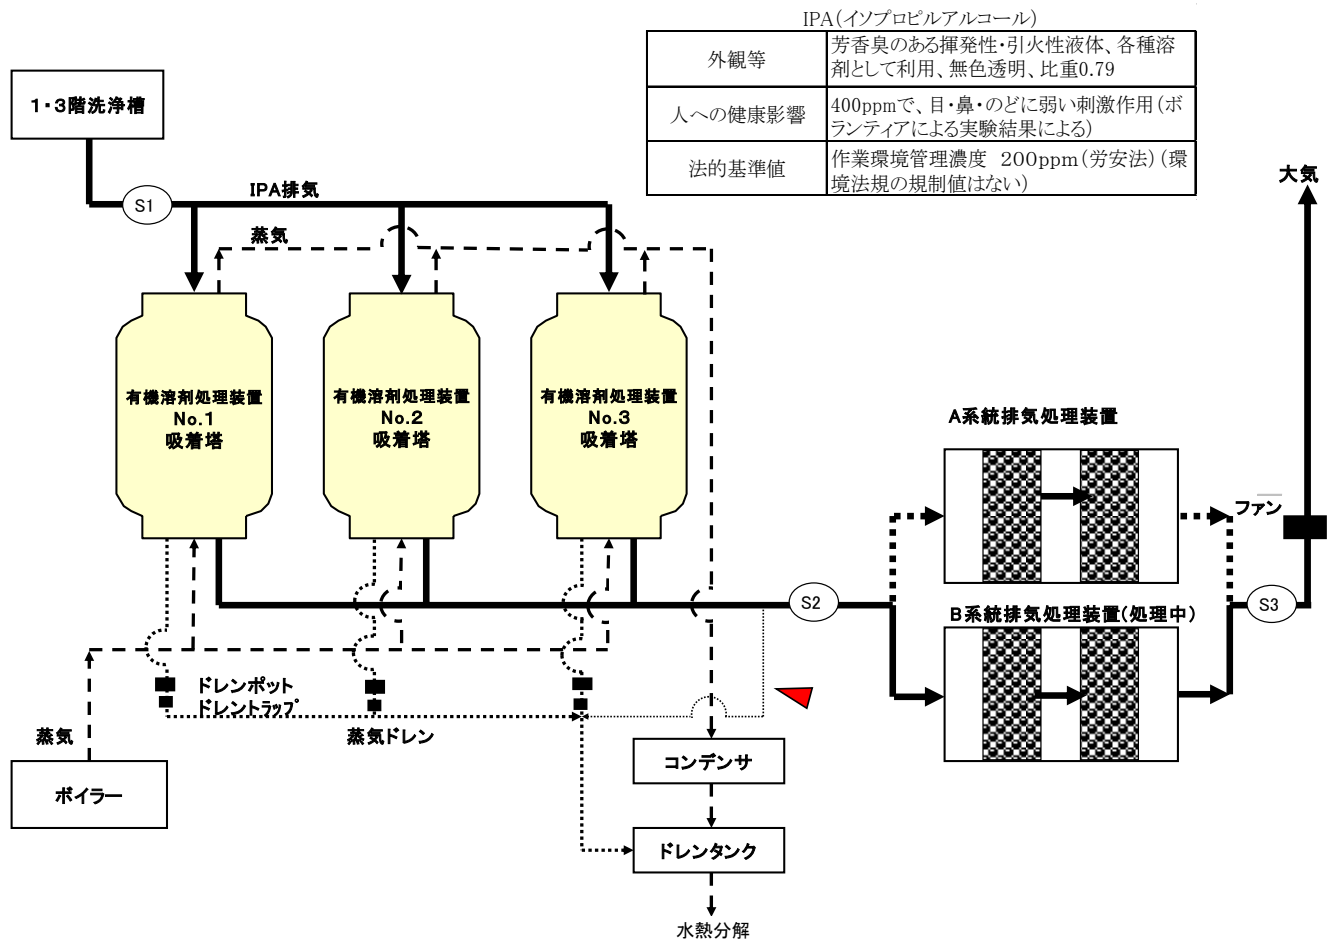 IPA(イソプロピルアルコール)
外観等
芳香臭のある揮発性・引火性液体、各種溶
剤として利用、無色透明、比重0.79
人への健康影響
400ppmで、目・鼻・のどに弱い刺激作用(ボ
ランティアによる実験結果による)
法的基準値
作業環境管理濃度　200ppm(労安法)(環
境法規の規制値はない)
1・3階洗浄槽
S1
IPA排気
蒸気
大気
有機溶剤処理装置
No.1
吸着塔
有機溶剤処理装置
No.2
吸着塔
有機溶剤処理装置
No.3
吸着塔
A系統排気処理装置
ファン
S2
S3
B系統排気処理装置(処理中)
ドレンポット
ドレントラップ
蒸気ドレン
蒸気
ボイラー
コンデンサ
ドレンタンク
水熱分解